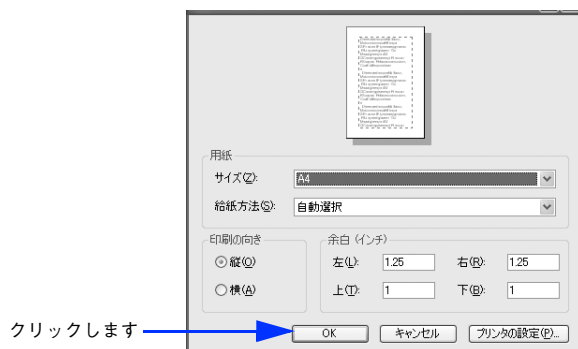 用紙
サイズ(Z):
A4
給紙方法(S):
自動選択
印刷の向き
縦(O)
横(A)
余白 (インチ)
左(L): 1.25 右(R): 1.25
上(T): 1 下(B): 1
クリックします
OK キャンセル プリンタの設定(P)...